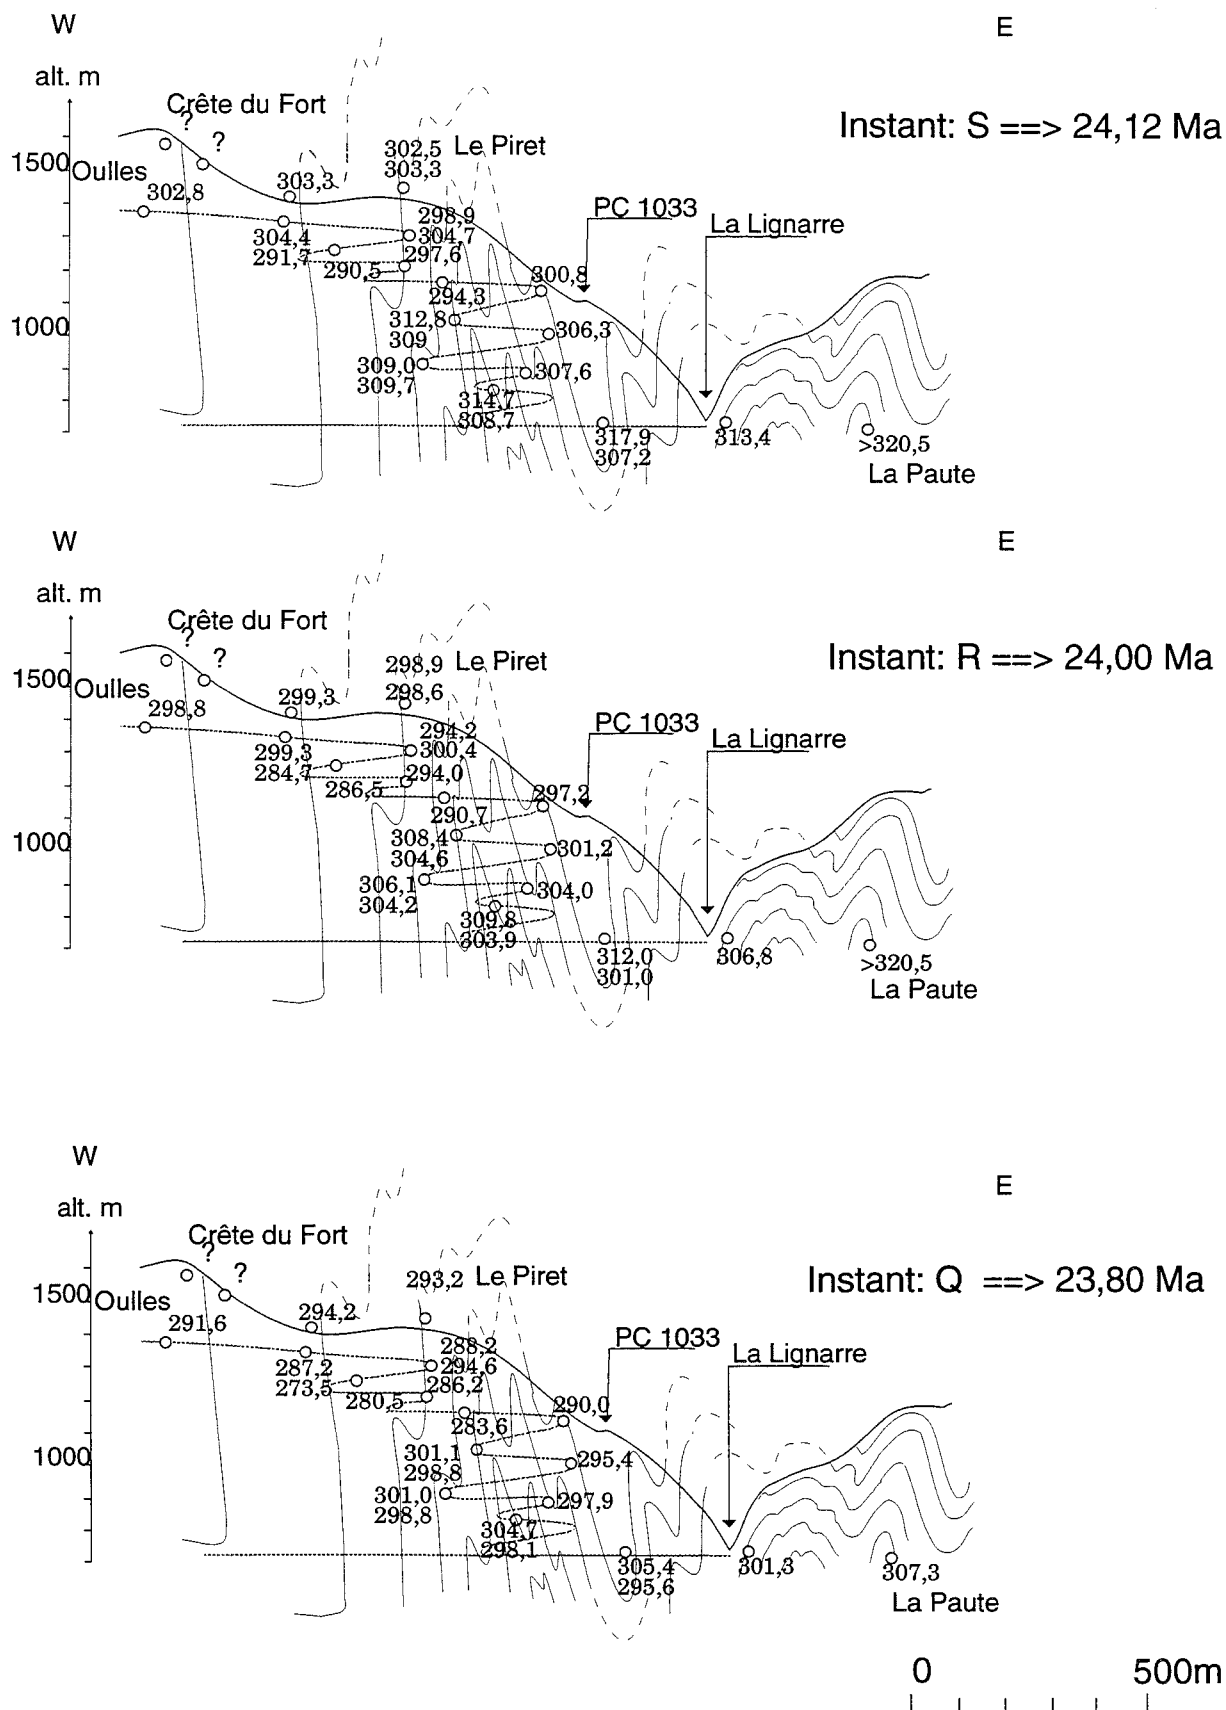 W
E
alt. m
Crête du Fort
?
?
Instant: S ==> 24,12 Ma
302,5
Le Piret
303,3
1500
Oulles
302,8
303,3
PC 1033
La Lignarre
298,9
304,4
304,7
291,7
297,6
290,5
300,8
294,3
1000
312,8
306,3
309
309,0
307,6
309,7
314,7
308,7
317,9
313,4
>320,5
307,2
La Paute
W
E
alt. m
Crête du Fort
?
?
Instant: R ==> 24,00 Ma
298,9
Le Piret
1500
Oulles
298,6
299,3
298,8
PC 1033
La Lignarre
294,2
299,3
300,4
284,7
294,0
286,5
297,2
290,7
1000
308,4
301,2
304,6
306,1
304,0
304,2
309,8
303,9
312,0
306,8
>320,5
301,0
La Paute
W
E
alt. m
Crête du Fort
?
?
293,2
Le Piret
Instant: Q ==> 23,80 Ma
1500
Oulles
291,6
294,2
PC 1033
La Lignarre
288,2
287,2
294,6
273,5
286,2
280,5
290,0
283,6
1000
301,1
295,4
298,8
301,0
297,9
298,8
304,7
298,1
305,4
301,3
307,3
295,6
La Paute
0
500m